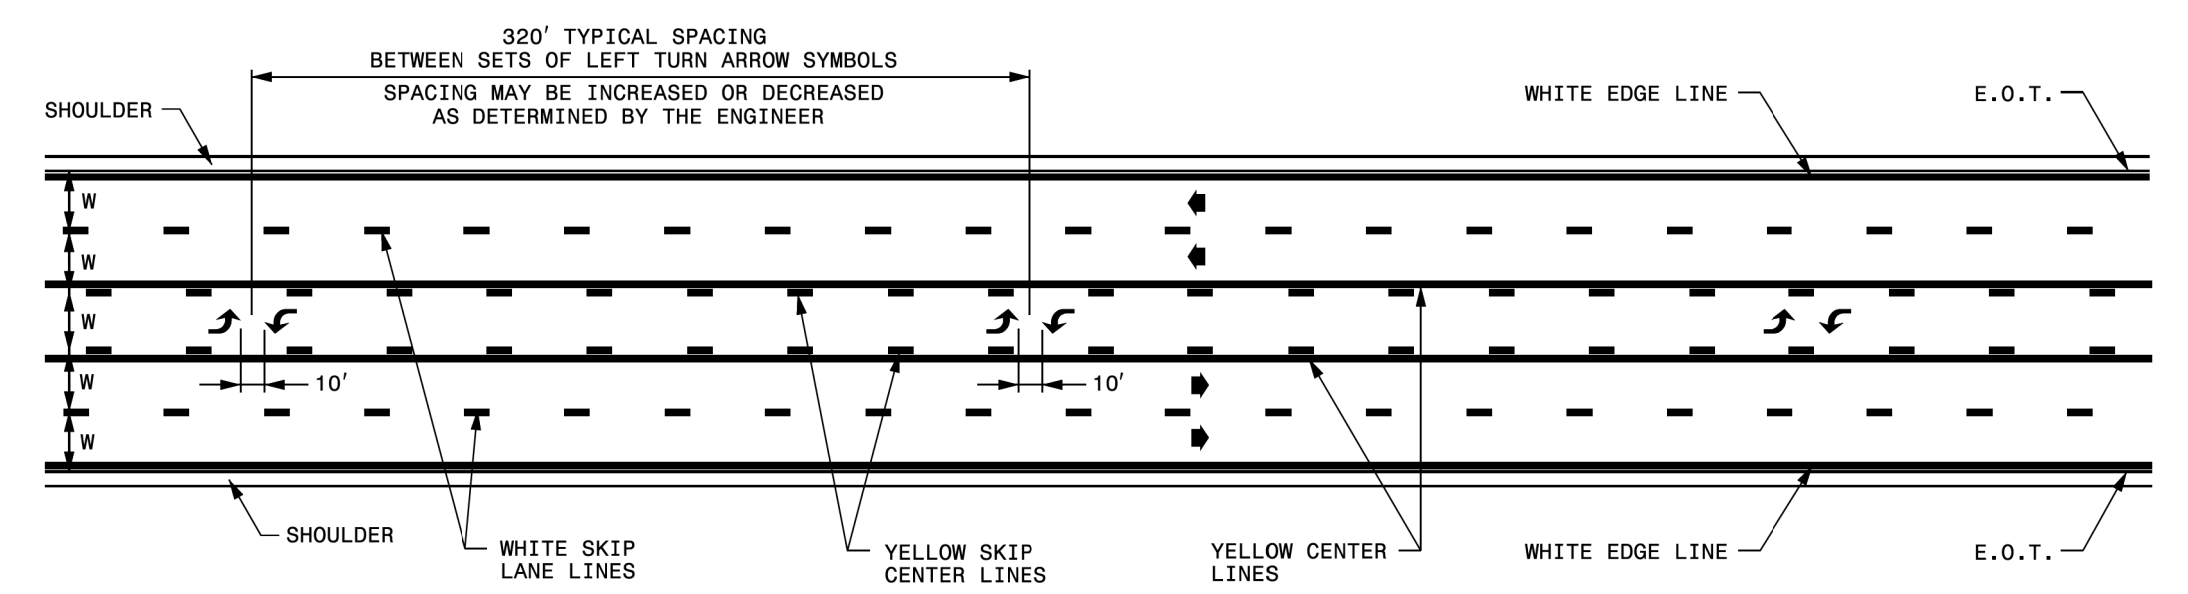 320' TYPICAL SPACING
BETWEEN SETS OF LEFT TURN ARROW SYMBOLS
SPACING MAY BE INCREASED OR DECREASED
AS DETERMINED BY THE ENGINEER
SHOULDER
WHITE EDGE LINE
E.O.T.
W
W
W
W
W
10'
10'
SHOULDER
WHITE SKIP
LANE LINES
YELLOW SKIP
CENTER LINES
YELLOW CENTER
LINES
WHITE EDGE LINE
E.O.T.